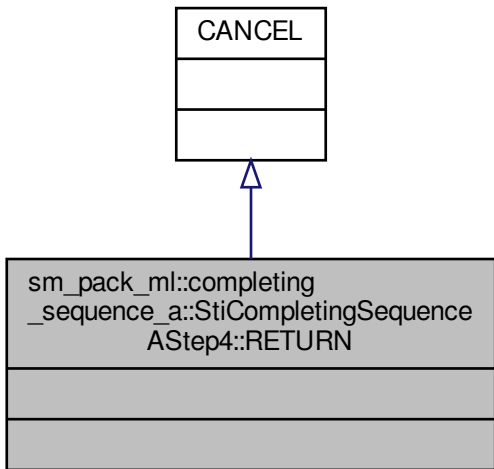 CANCEL
sm_pack_ml::completing
_sequence_a::StiCompletingSequence
AStep4::RETURN